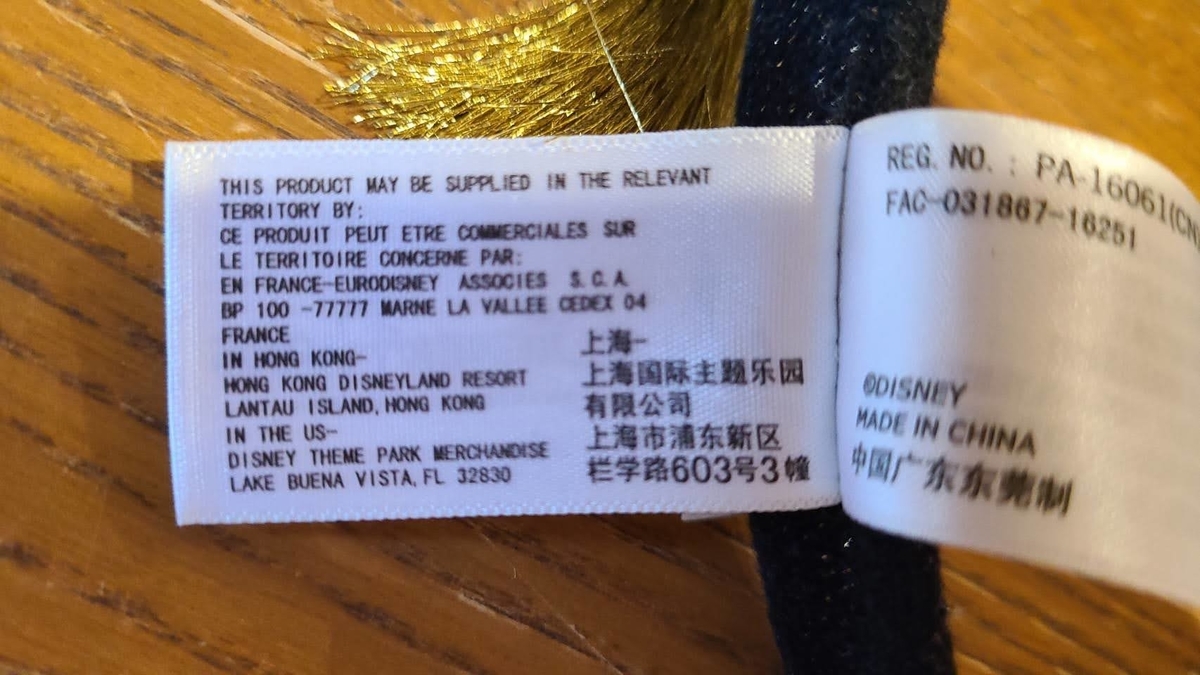 THIS PRODUCT MAY BE SUPPLIED IN THE RELEVANT
TERRITORY BY:
CE PRODUIT PEUT ETRE COMMERCIALES SUR
LE TERRITOIRE CONCERNE PAR:
EN FRANCE-EURODISNEY ASSOCIES S.C.A.
BP 100 -77777 MARNE LA VALLEE CEDEX 04
FRANCE
IN HONG KONG-
HONG KONG DISNEYLAND RESORT
LANTAU ISLAND, HONG KONG
IN THE US-
DISNEY THEME PARK MERCHANDISE
LAKE BUENA VISTA, FL 32830
上海-
上海国际主题乐园
有限公司
上海市浦东新区
栏学路603号3幢
REG. NO. : PA-16061(CN)
FAC-031867-16251
©DISNEY
MADE IN CHINA
中国广东东莞制